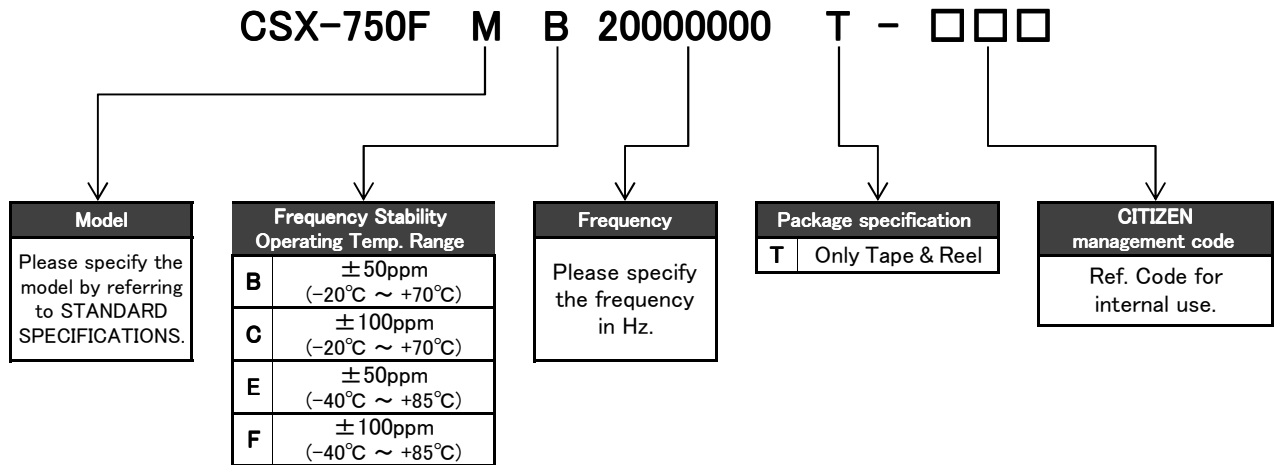 CSX-750F M B 20000000 T - □□□
Model
Please specify the
model by referring
to STANDARD
SPECIFICATIONS.
Frequency Stability
Operating Temp. Range
B ±50ppm
(-20℃ ～ +70℃)
C ±100ppm
(-20℃ ～ +70℃)
E ±50ppm
(-40℃ ～ +85℃)
F ±100ppm
(-40℃ ～ +85℃)
Frequency
Please specify
the frequency
in Hz.
Package specification
T Only Tape & Reel
CITIZEN
management code
Ref. Code for
internal use.